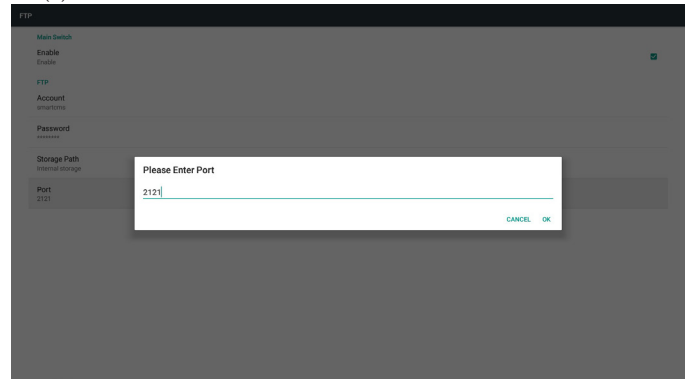 FTP
Main Switch
Enable
Enable
FTP
Account
smartcms
Password
********
Storage Path
Internal storage
Port
2121
Please Enter Port
2121
CANCEL OK